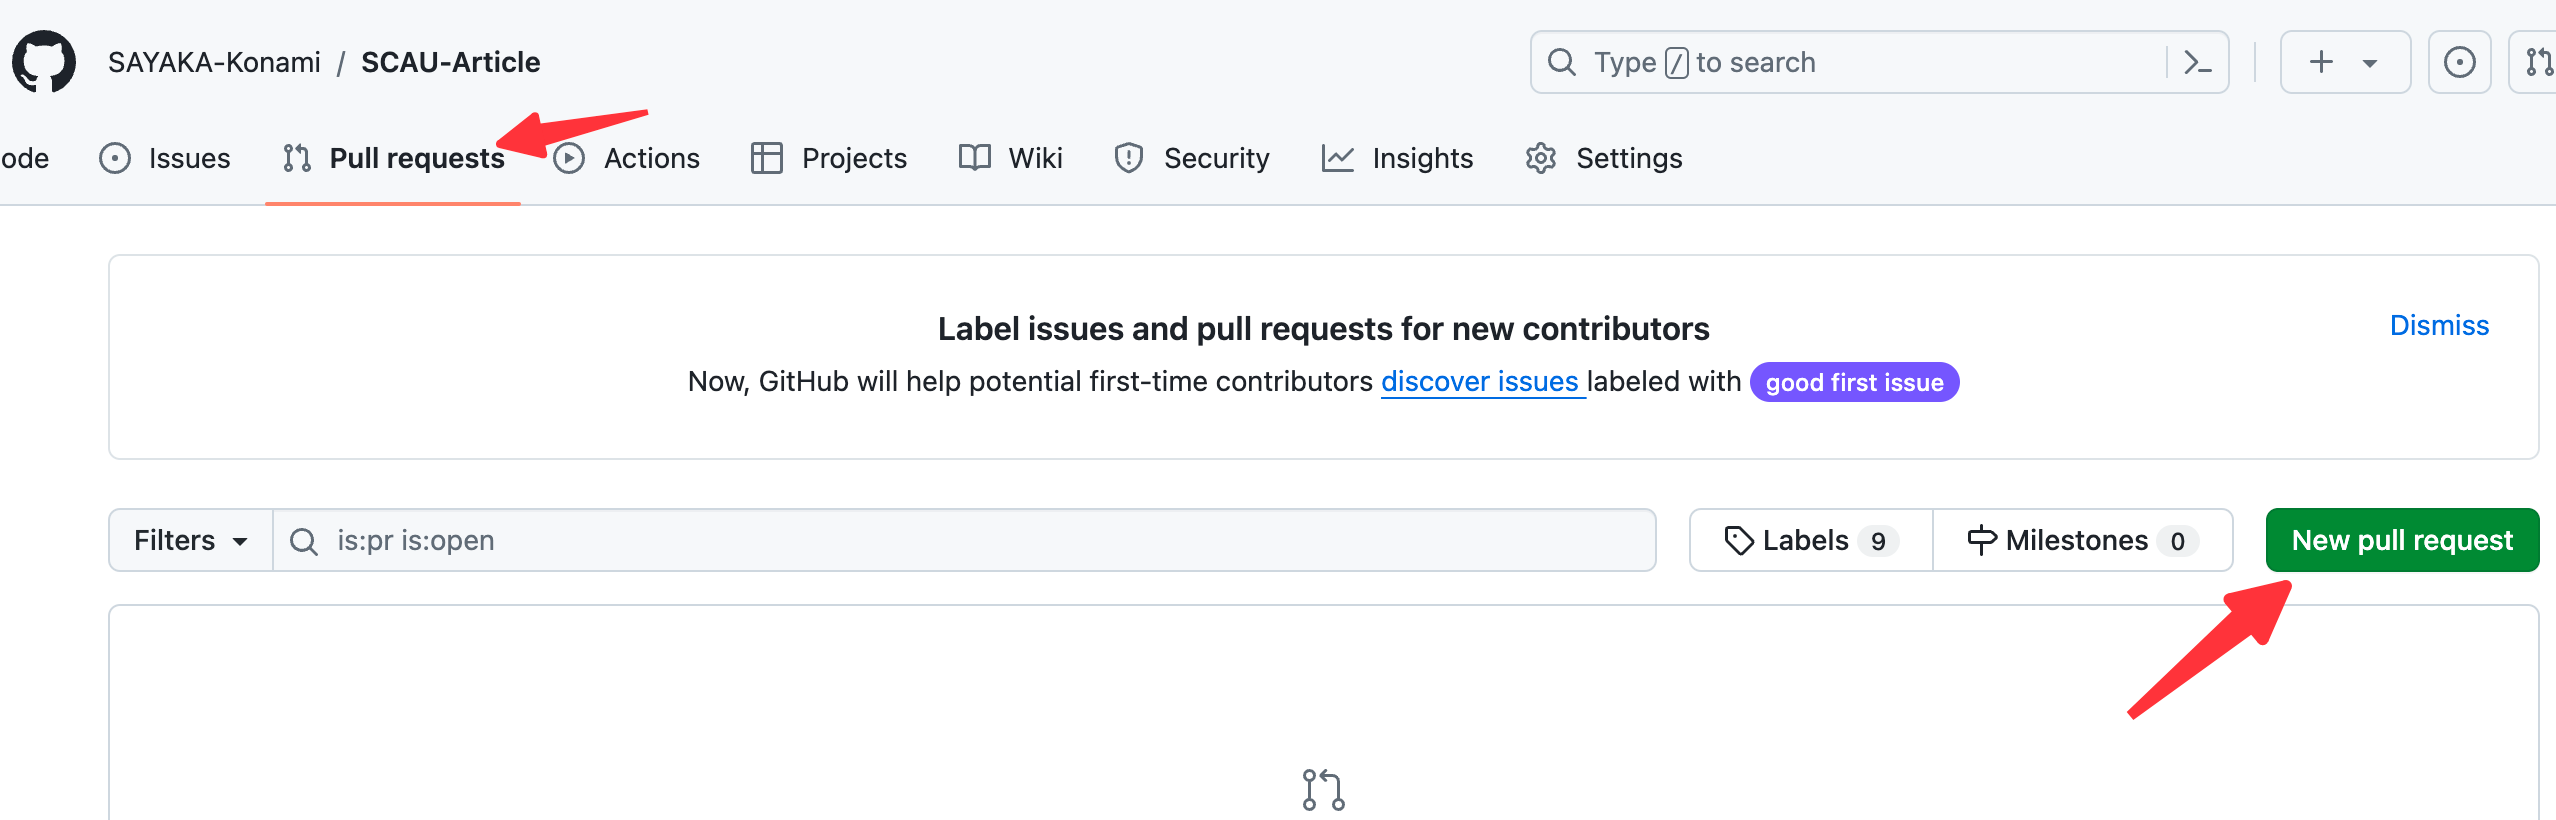 SAYAKA-Konami / SCAU-Article
Type / to search
ode Issues Pull requests Actions Projects Wiki Security Insights Settings
Label issues and pull requests for new contributors
Dismiss
Now, GitHub will help potential first-time contributors discover issues labeled with good first issue
Filters is:pr is:open Labels 9 Milestones 0 New pull request